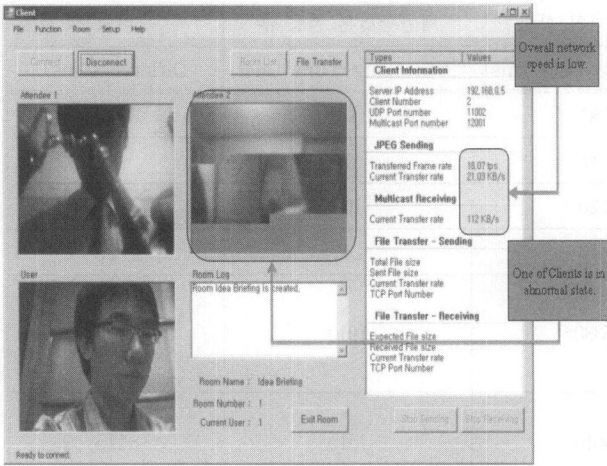 Client
File Function Room Setup Help
Connect Disconnect Room List File Transfer
Attendee 1 Attendee 2
User Room Log
Room Idea Briefing is created.
Room Name : Idea Briefing
Room Number : 1
Current User : 1
Exit Room
Ready to connect.
Types Values
Client Information
Server IP Address 192.168.0.5
Client Number 2
UDP Port number 11002
Multicast Port number 12001
JPEG Sending
Transferred Frame rate 18.07 fps
Current Transfer rate 21.03 KB/s
Multicast Receiving
Current Transfer rate 112 KB/s
File Transfer - Sending
Total File size
Sent File size
Current Transfer rate
TCP Port Number
File Transfer - Receiving
Expected File size
Received File size
Current Transfer rate
TCP Port Number
Stop Sending Stop Receiving
Overall network
speed is low.
One of Clients is in
abnormal state.